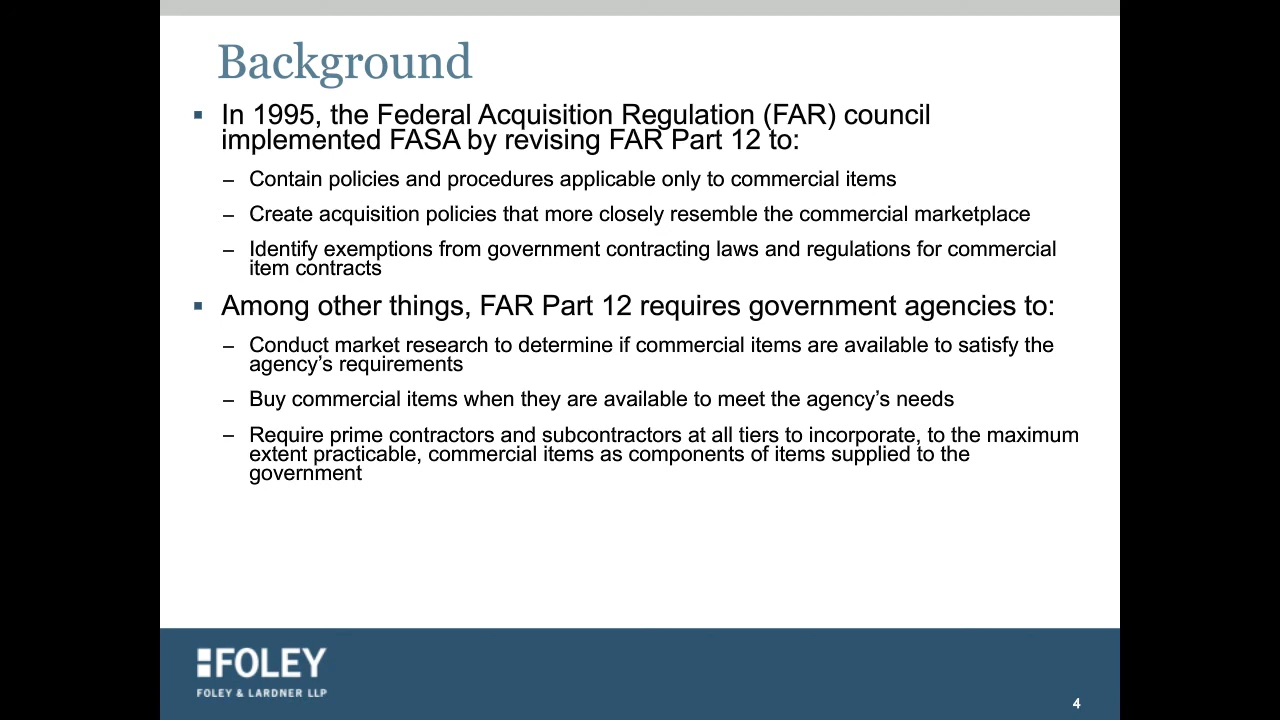 Background
▪ In 1995, the Federal Acquisition Regulation (FAR) council
implemented FASA by revising FAR Part 12 to:
– Contain policies and procedures applicable only to commercial items
– Create acquisition policies that more closely resemble the commercial marketplace
– Identify exemptions from government contracting laws and regulations for commercial
item contracts
▪ Among other things, FAR Part 12 requires government agencies to:
– Conduct market research to determine if commercial items are available to satisfy the
agency’s requirements
– Buy commercial items when they are available to meet the agency’s needs
– Require prime contractors and subcontractors at all tiers to incorporate, to the maximum
extent practicable, commercial items as components of items supplied to the
government
FOLEY
FOLEY & LARDNER LLP
4